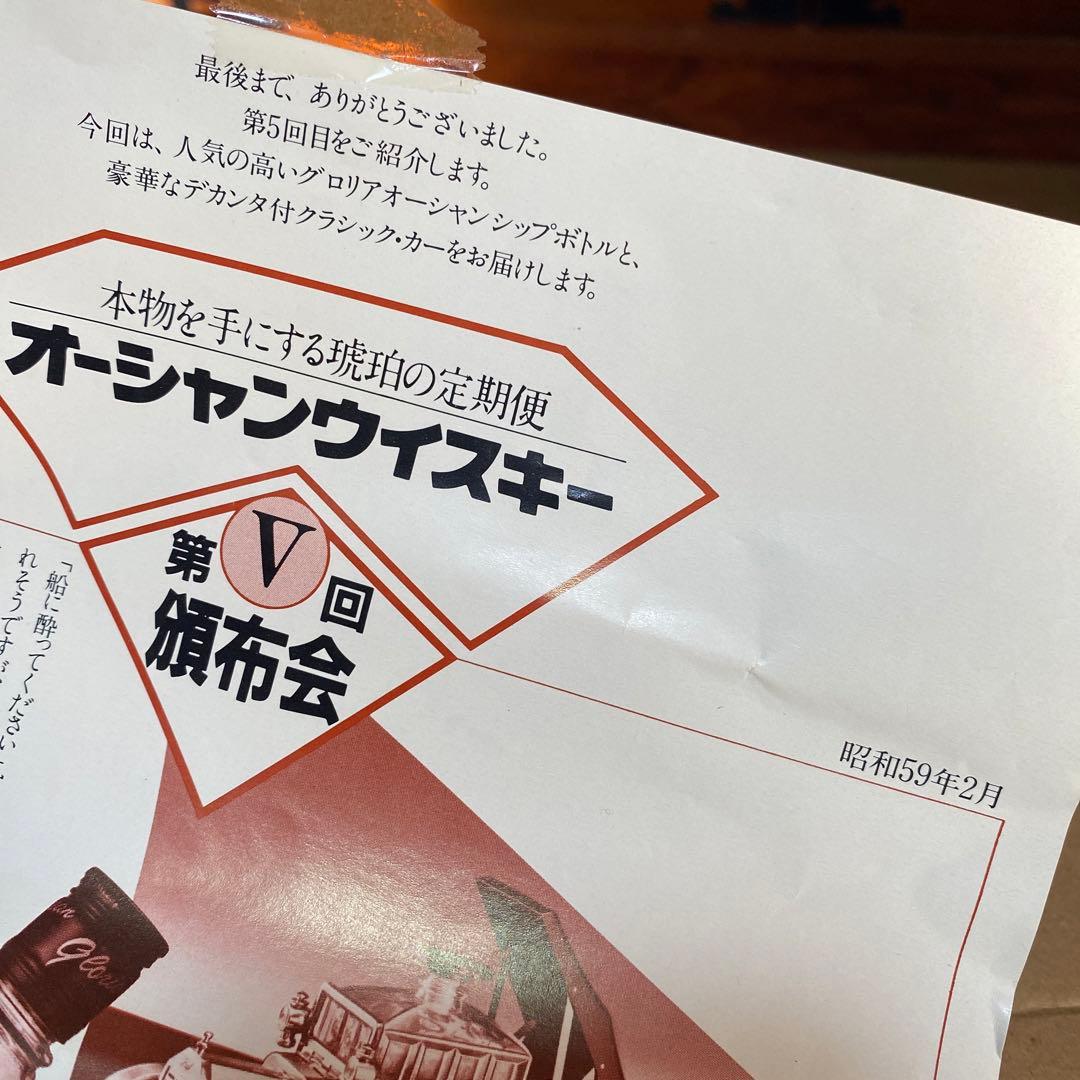 最後まで、ありがとうございました。
第5回目をご紹介します。
今回は、人気の高いグロリアオーシャンシップボトルと、
豪華なデカンタ付クラシック・カーをお届けします。
本物を手にする琥珀の定期便
オーシャンウイスキー
第V回
頒布会
昭和59年2月
「船に酔ってください」
れそうですが、